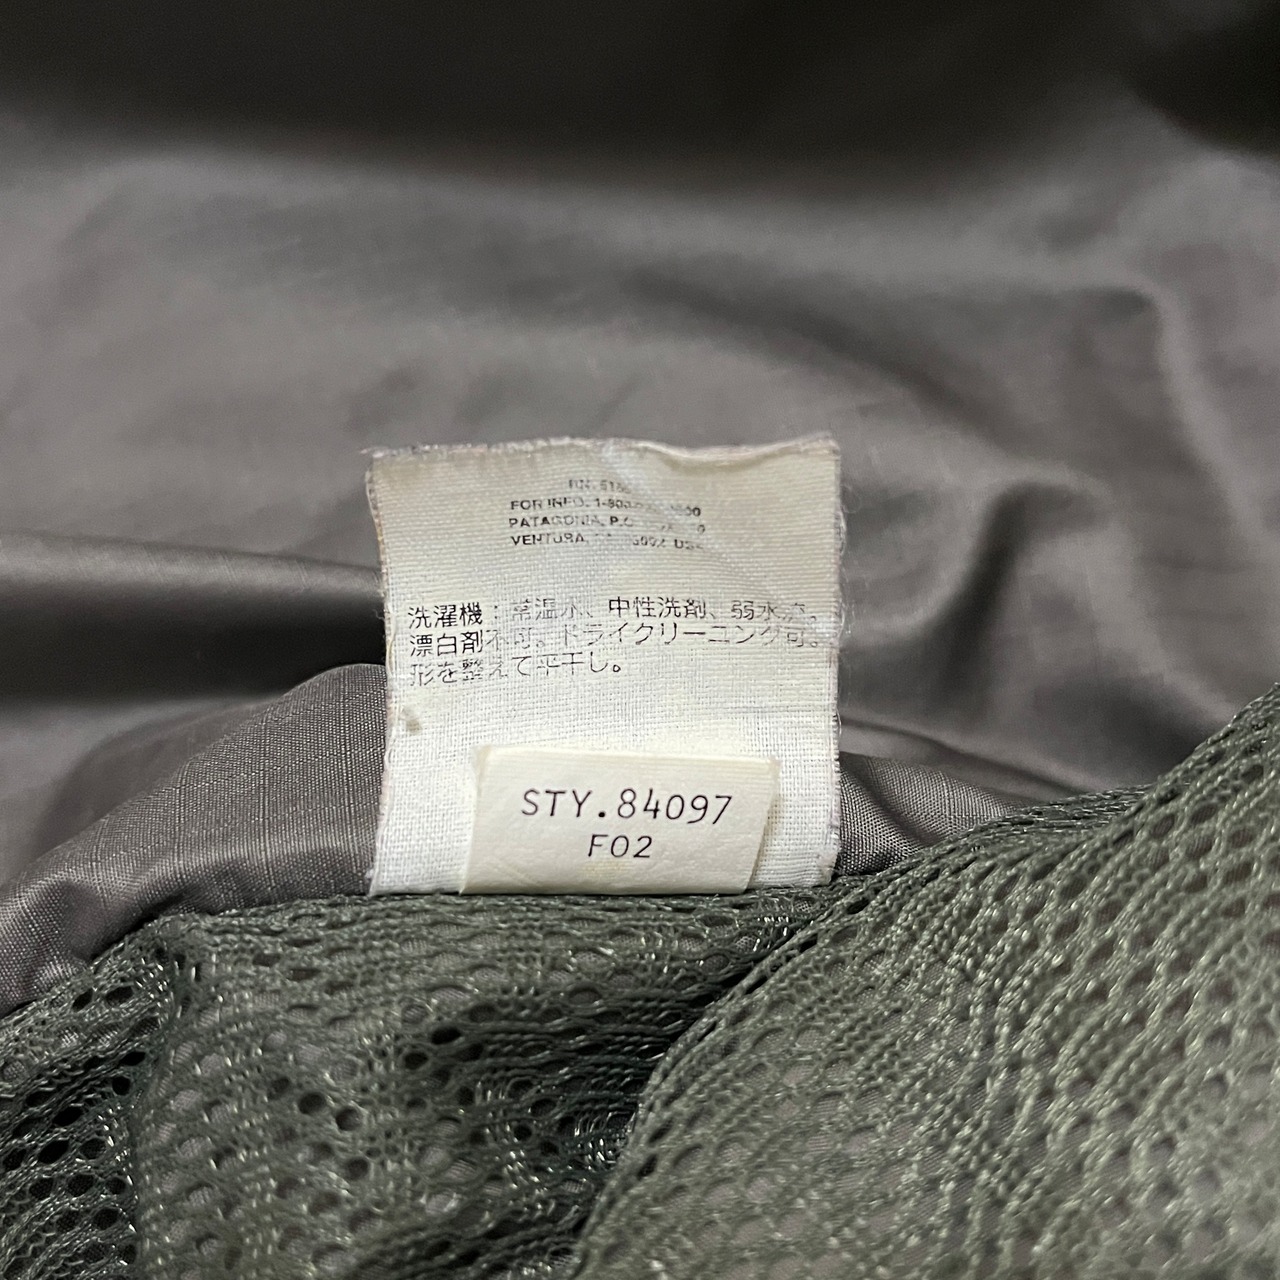 FOR INFO.
PATAGONIA, P.O.
VENTURA, USA
洗濯機：常温水、中性洗剤、弱水流。
漂白剤不可。ドライクリーニング可。
形を整えて平干し。
STY.84097
F02